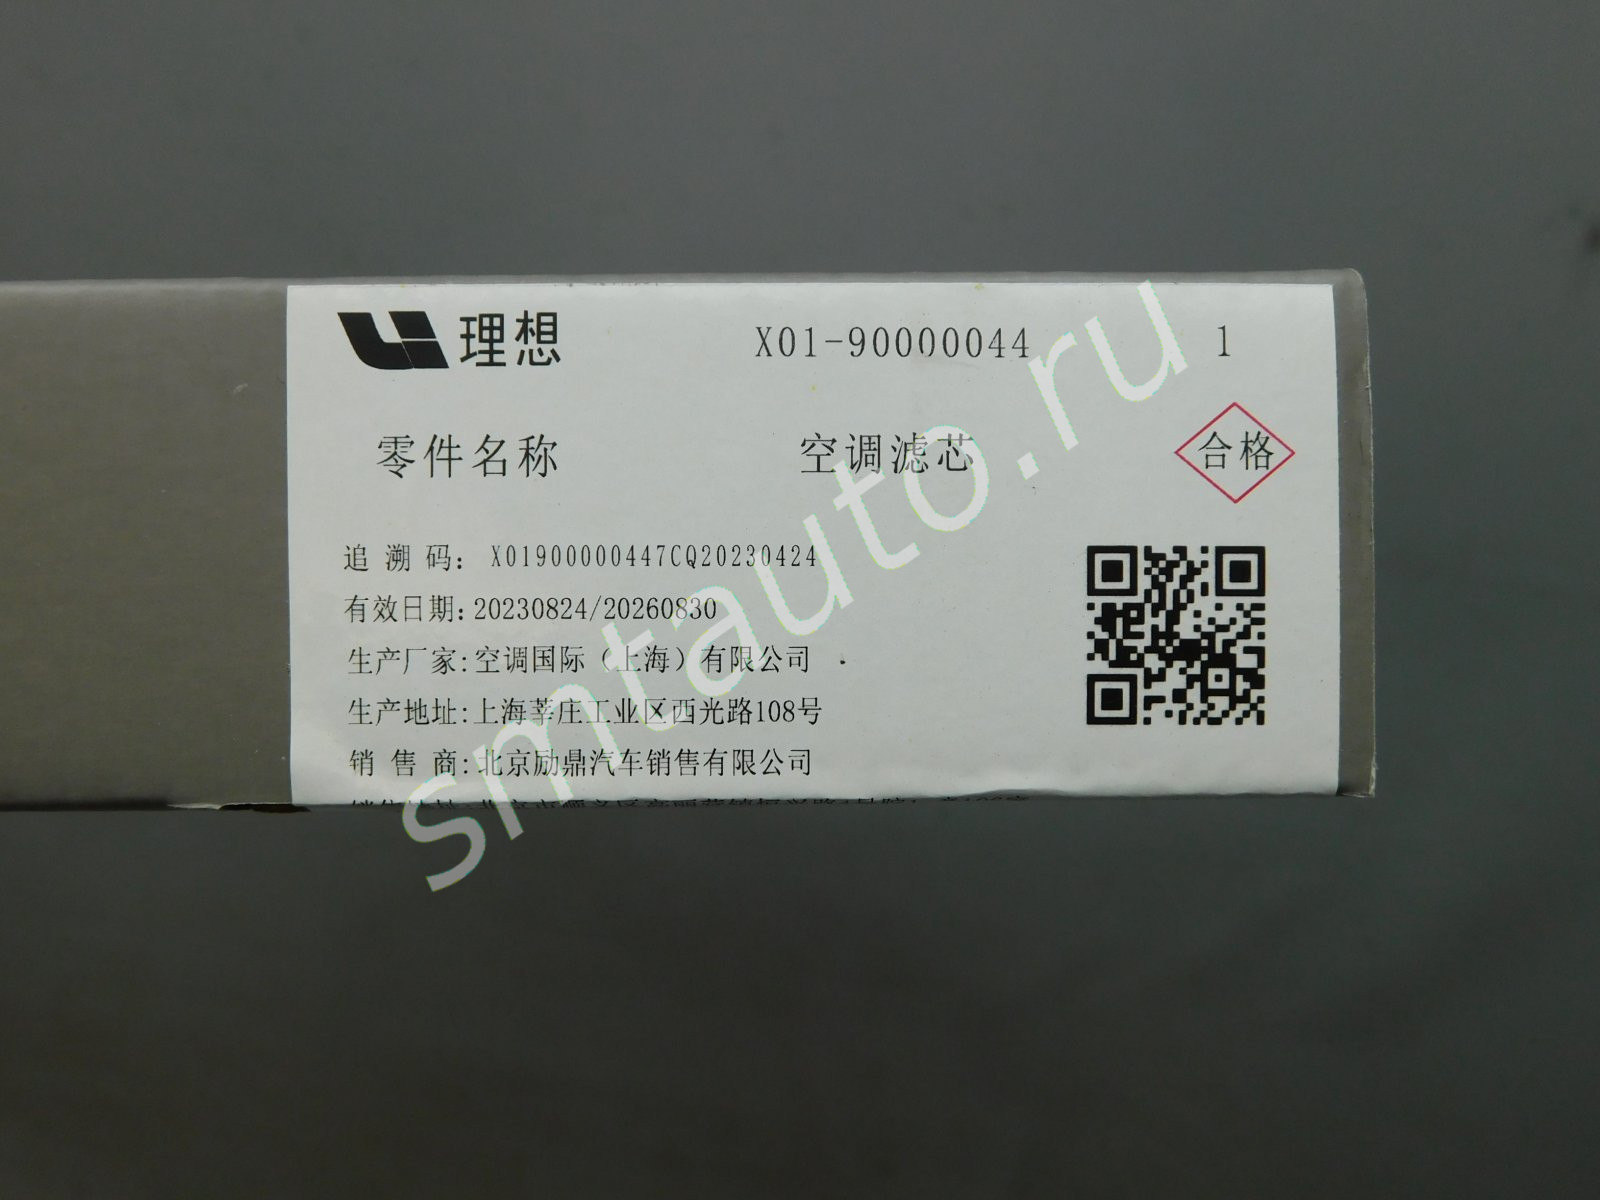 理想 X01-90000044 1
零件名称 空调滤芯 合格
追溯码: X01900000447CQ20230424
有效日期: 20230824/20260830
生产厂家: 空调国际（上海）有限公司
生产地址: 上海莘庄工业区西光路108号
销售商: 北京励鼎汽车销售有限公司
smtauto.ru